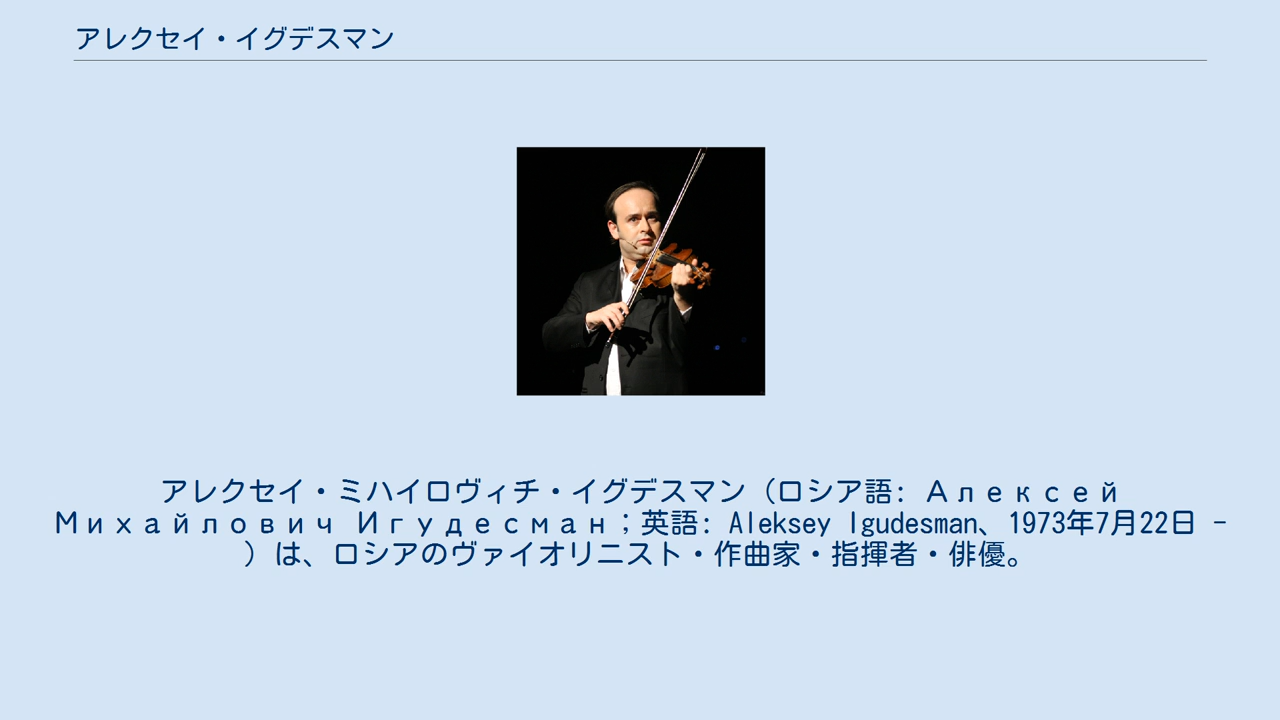 アレクセイ・イグデスマン
アレクセイ・ミハイロヴィチ・イグデスマン（ロシア語: Алексей
Михайлович Игудесман；英語: Aleksey Igudesman、1973年7月22日 -
）は、ロシアのヴァイオリニスト・作曲家・指揮者・俳優。